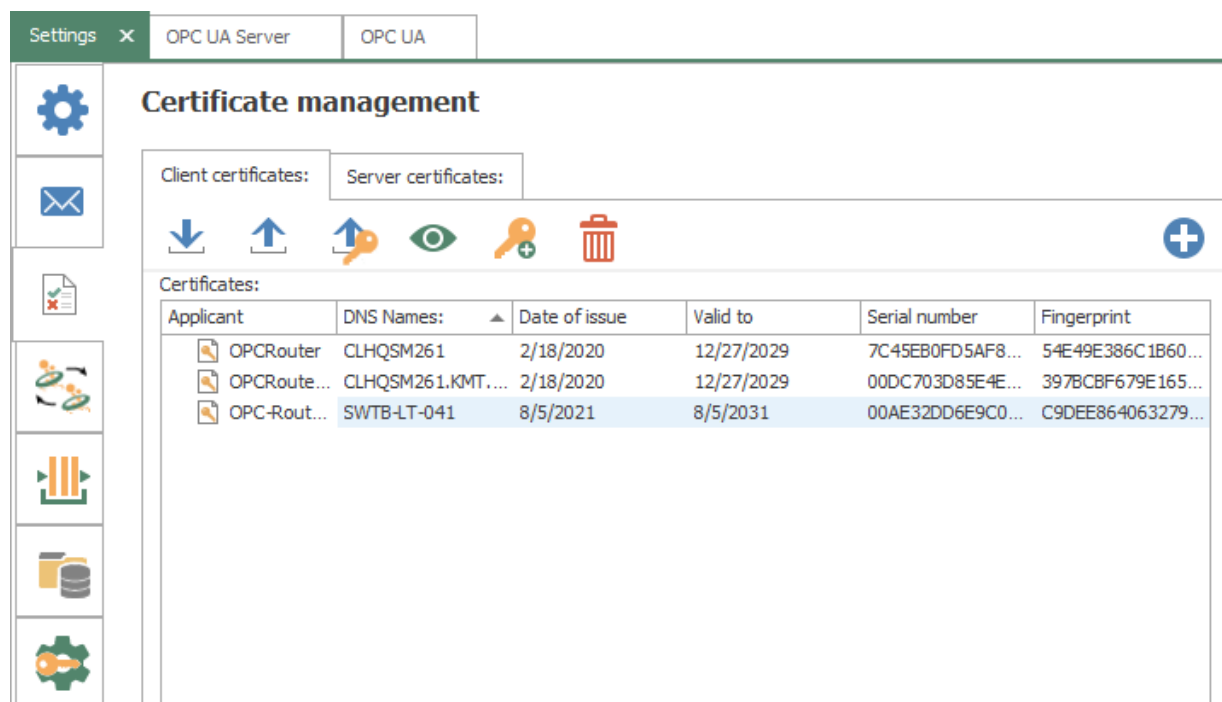 Settings × OPC UA Server OPC UA
Certificate management
Client certificates: Server certificates:
Certificates:
Applicant DNS Names: Date of issue Valid to Serial number Fingerprint
OPCRouter CLHQSM261 2/18/2020 12/27/2029 7C45EB0FD5AF8... 54E49E386C1B60...
OPCRoute... CLHQSM261.KMT.... 2/18/2020 12/27/2029 00DC703D85E4E... 397BCBF679E165...
OPC-Rout... SWTB-LT-041 8/5/2021 8/5/2031 00AE32DD6E9C0... C9DEE864063279...